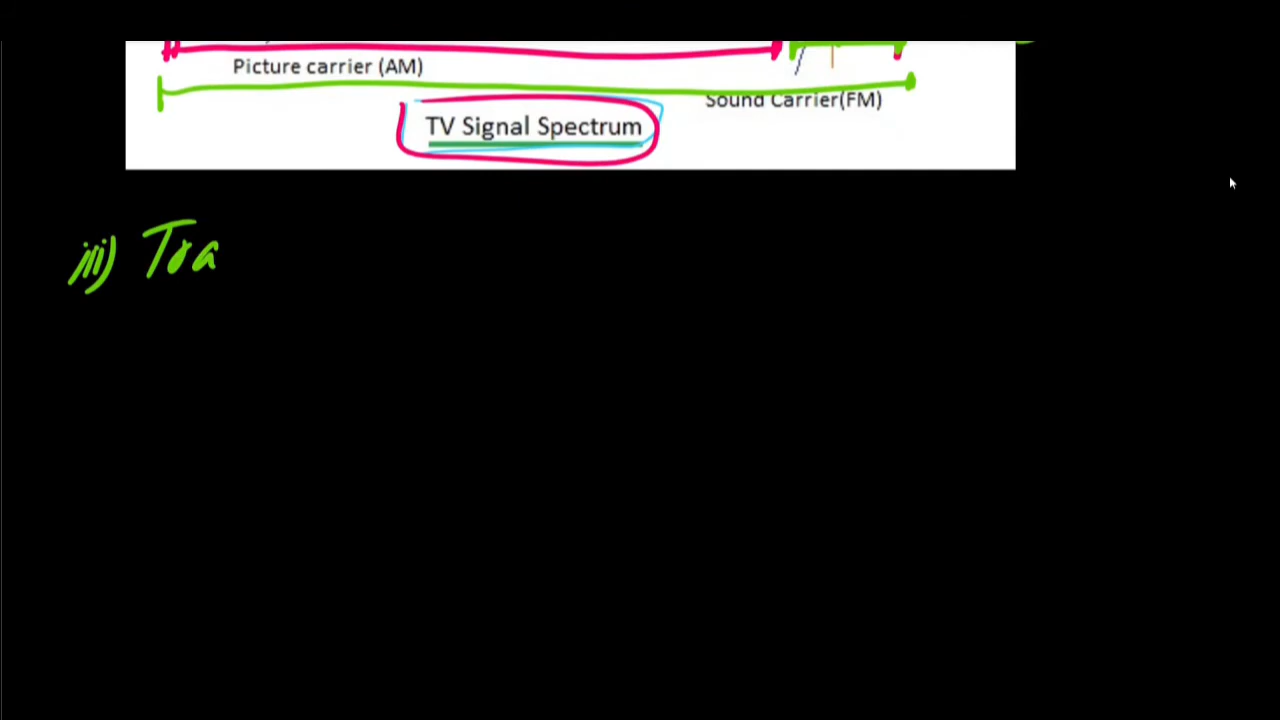 Picture carrier (AM)
Sound Carrier(FM)
TV Signal Spectrum
iii) Tra